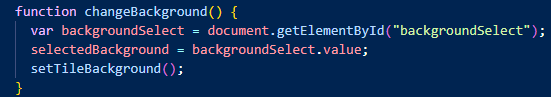 function changeBackground() {
  var backgroundSelect = document.getElementById("backgroundSelect");
  selectedBackground = backgroundSelect.value;
  setTileBackground();
}